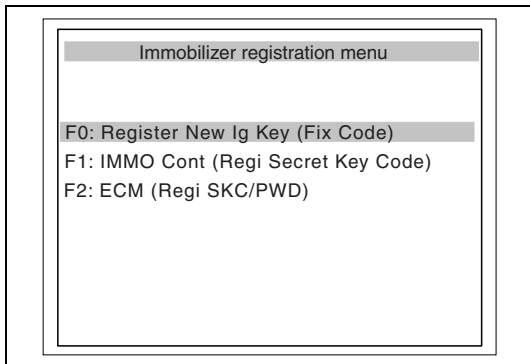 Immobilizer registration menu
F0: Register New Ig Key (Fix Code)
F1: IMMO Cont (Regi Secret Key Code)
F2: ECM (Regi SKC/PWD)